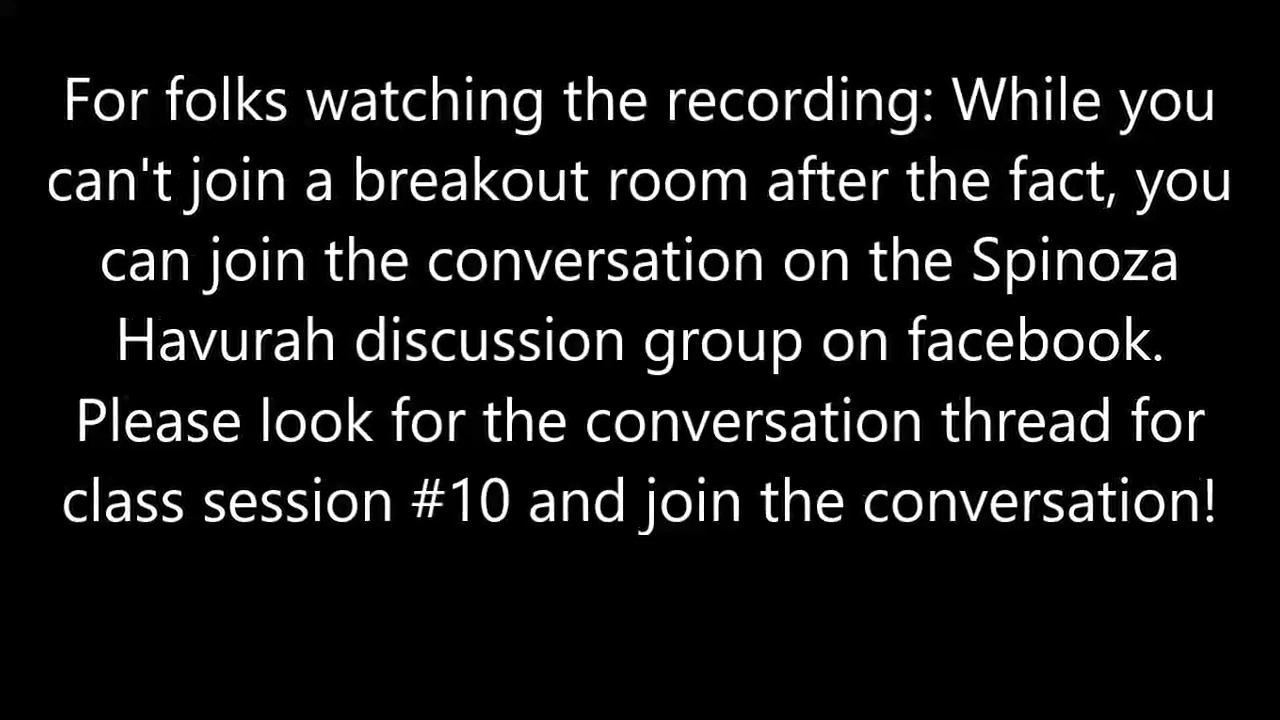 For folks watching the recording: While you
can't join a breakout room after the fact, you
can join the conversation on the Spinoza
Havurah discussion group on facebook.
Please look for the conversation thread for
class session #10 and join the conversation!